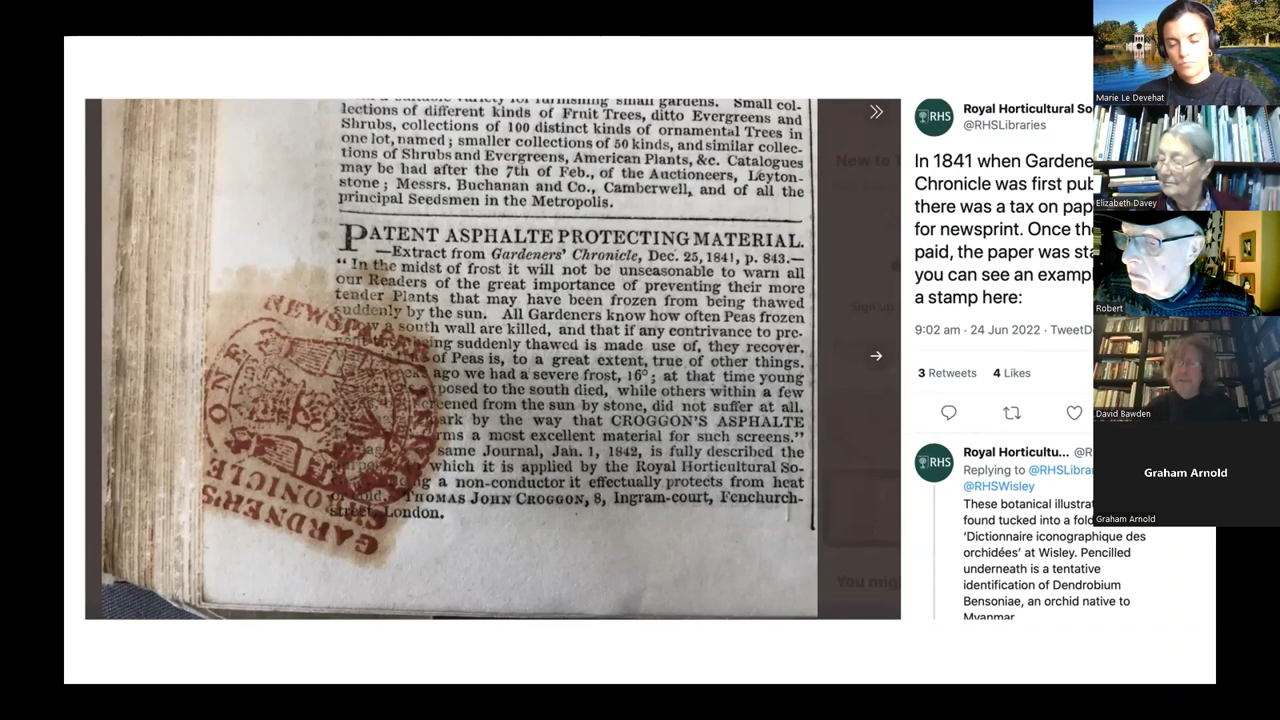 lections of different kinds of Fruit Trees, ditto Evergreens and
Shrubs, collections of 100 distinct kinds of ornamental Trees in
one lot, named; smaller collections of 50 kinds, and similar collec-
tions of Shrubs and Evergreens, American Plants, &c. Catalogues
may be had after the 7th of Feb., of the Auctioneers, Leyton-
stone; Messrs. Buchanan and Co., Camberwell, and of all the
principal Seedsmen in the Metropolis.
PATENT ASPHALTE PROTECTING MATERIAL.
—Extract from Gardeners' Chronicle, Dec. 25, 1841, p. 843.—
"In the midst of frost it will not be unseasonable to warn all
our Readers of the great importance of preventing their more
tender Plants that may have been frozen from being thawed
suddenly by the sun. All Gardeners know how often Peas frozen
a south wall are killed, and that if any contrivance to pre-
suddenly thawed is made use of, they recover.
of Peas is, to a great extent, true of other things.
ago we had a severe frost, 16°; at that time young
posed to the south died, while others within a few
screened from the sun by stone, did not suffer at all.
by the way that CROGGON'S ASPHALTE
a most excellent material for such screens."
same Journal, Jan. 1, 1842, is fully described the
which it is applied by the Royal Horticultural So-
a non-conductor it effectually protects from heat
THOMAS JOHN CROGGON, 8, Ingram-court, Fenchurch-
street, London.
NEWSPAPER
ONE
GARDNER'S
CHRONICLE
Royal Horticultural So
@RHSLibraries
In 1841 when Gardene
Chronicle was first pub
there was a tax on pap
for newsprint. Once the
paid, the paper was sta
you can see an examp
a stamp here:
9:02 am · 24 Jun 2022 · TweetD
3 Retweets 4 Likes
Royal Horticultu... @R
Replying to @RHSLibra
@RHSWisley
These botanical illustrat
found tucked into a fold
'Dictionnaire iconographique des
orchidées' at Wisley. Pencilled
underneath is a tentative
identification of Dendrobium
Bensoniae, an orchid native to
Myanmar
RHS
RHS
New to
Sign up
You mig
Marie Le Devehat
Elizabeth Davey
Robert
David Bawden
Graham Arnold
Graham Arnold